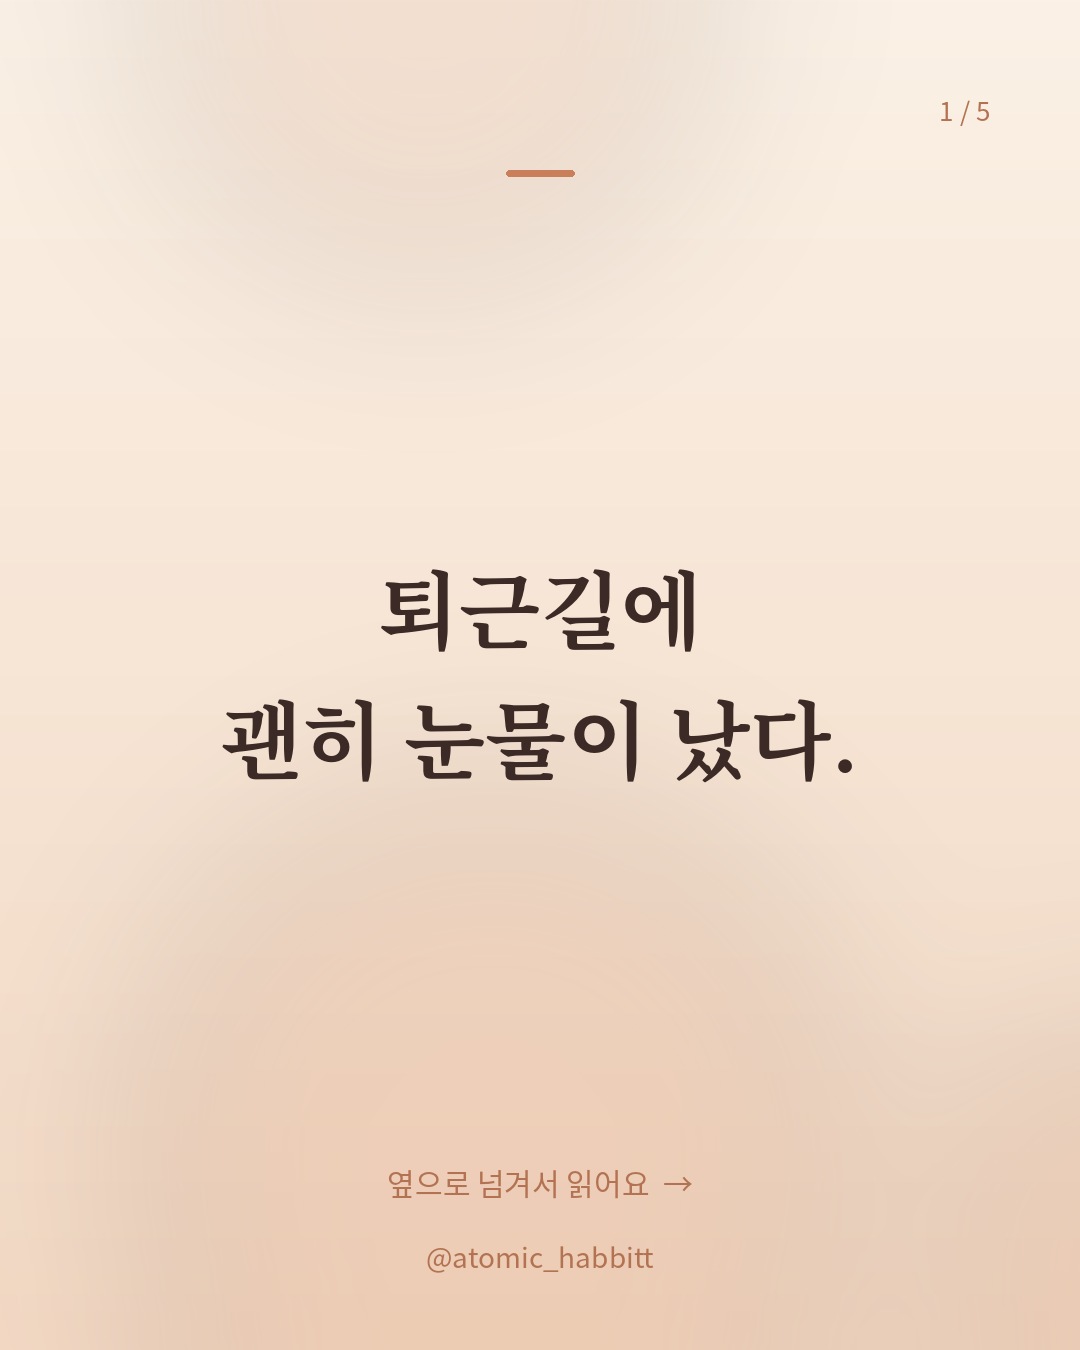 1 / 5
퇴근길에
괜히 눈물이 났다.
옆으로 넘겨서 읽어요 →
@atomic_habbitt